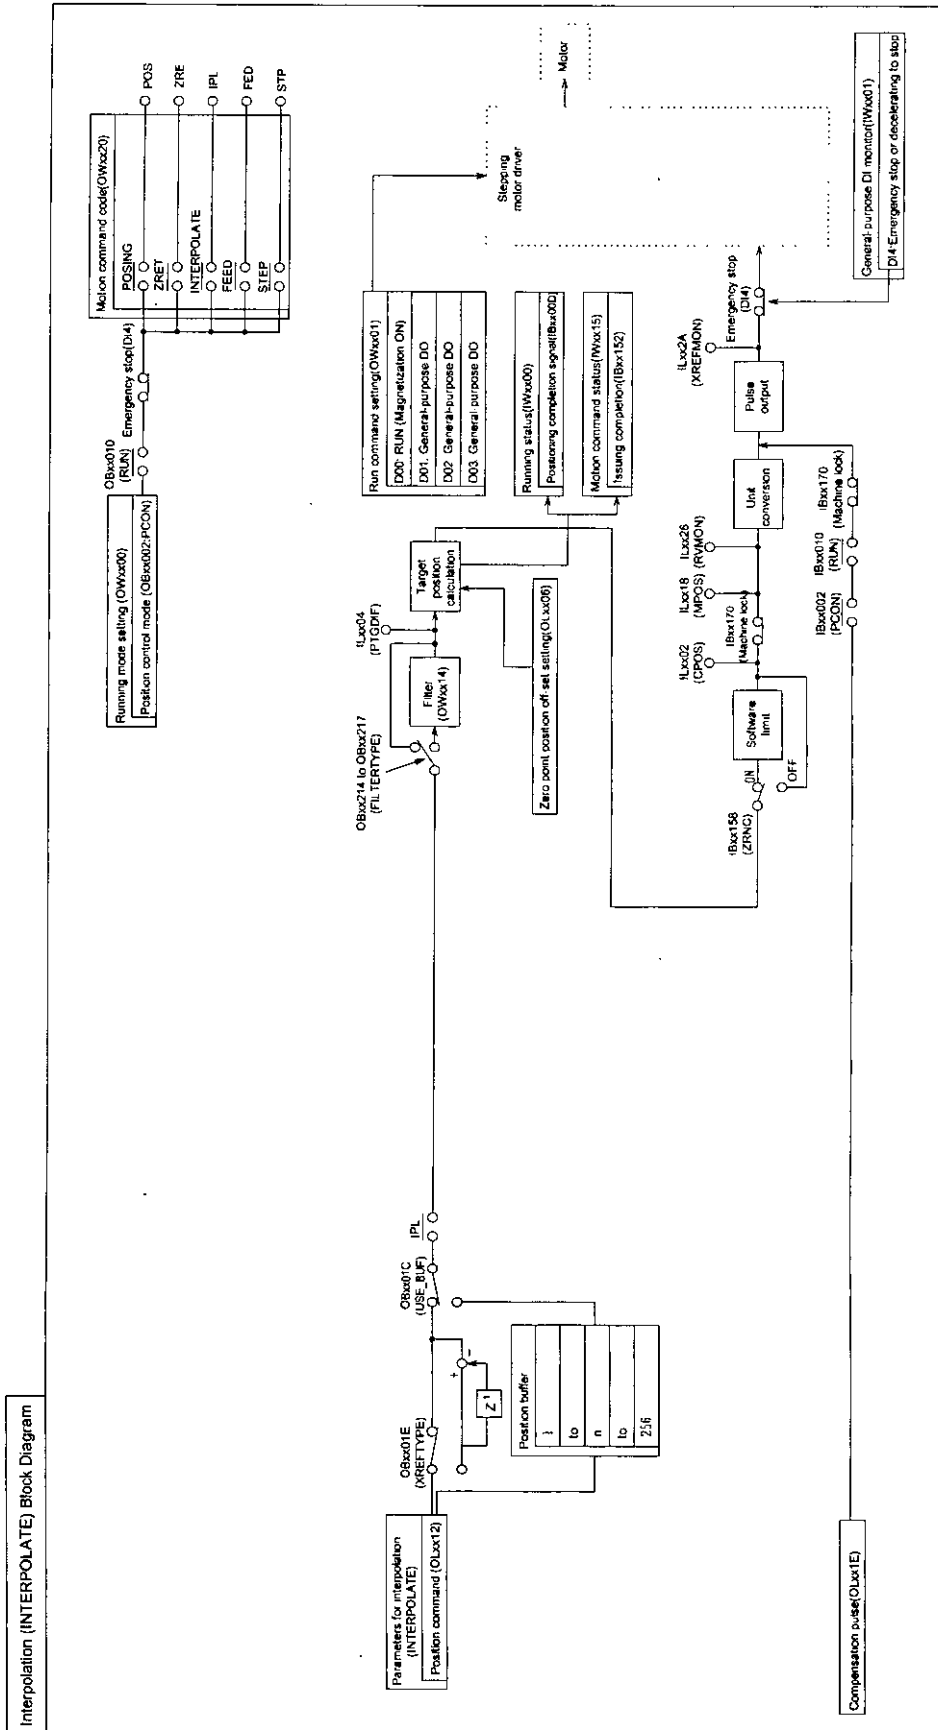 Interpolation (INTERPOLATE) Block Diagram
Running mode setting (OWxx00)
Position control mode (OBxx002:PCON)
OBxx010
(RUN)
Emergency stop(DI4)
Motion command code(OWxx20)
POSING
ZRET
INTERPOLATE
FEED
STEP
POS
ZRE
IPL
FED
STP
Parameters for interpolation
(INTERPOLATE)
Position command (OLxx12)
OBxx01E
(XREFTYPE)
+
-
Z
Position buffer
1
to
n
to
256
OBxx01C
(USE_BUF)
IPL
OBxx214 to OBxx217
(FILTERTYPE)
Filter
(OWxx14)
ILxx04
(PTGDIF)
Target
position
calculation
Zero point position off-set setting(OLxx06)
Run command setting(OWxx01)
D00: RUN (Magnetization ON)
D01. General-purpose DO
D02 General-purpose DO
D03. General-purpose DO
Running status(IWxx00)
Positioning completion signal(IBxx00D)
Motion command status(IWxx15)
Issuing completion(IBxx152)
Stepping
motor driver
Motor
IBxx158
(ZRNC)
ON
OFF
Software
limit
ILxx02
(CPOS)
IBxx170
(Machine lock)
ILxx18
(MPOS)
ILxx26
(RVMON)
Unit
conversion
Pulse
output
ILxx2A
(XREFMON)
Emergency stop
(DI4)
General-purpose DI monitor(IWxx01)
DI4:Emergency stop or decelerating to stop
Compensation pulse(OLxx1E)
IBxx002
(PCON)
IBxx010
(RUN)
IBxx170
(Machine lock)